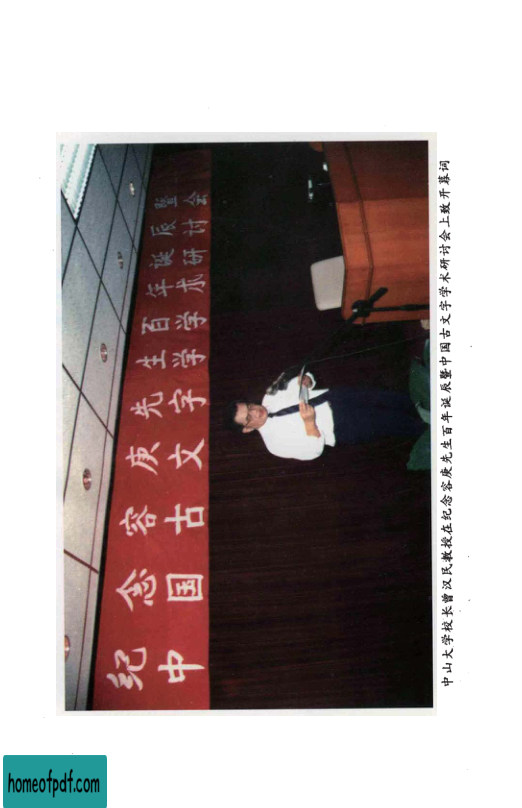 纪念容庚先生百年诞辰暨
中国古文字学学术研讨会
中山大学校长曾汉民教授在纪念容庚先生百年诞辰暨中国古文字学学术研讨会上致开幕词
homeofpdf.com